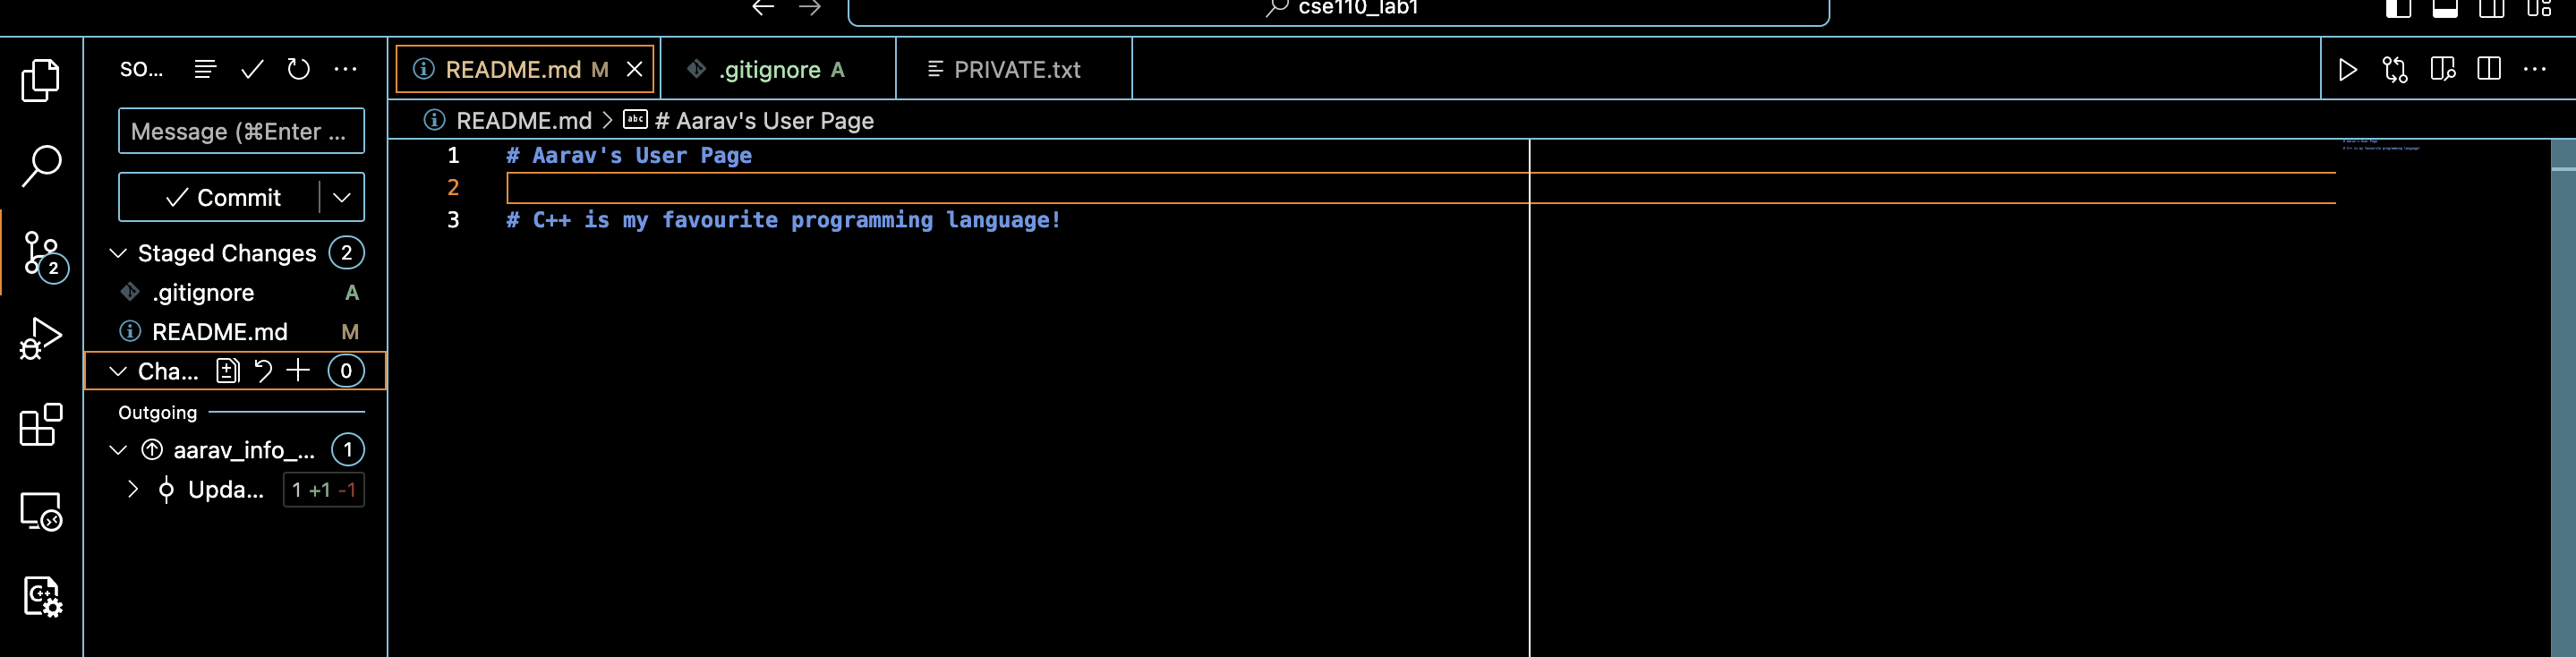 cse110_lab1
SO...
README.md M
.gitignore A
PRIVATE.txt
Message (⌘Enter ...
Commit
Staged Changes 2
.gitignore A
README.md M
Cha... 0
Outgoing
aarav_info_... 1
Upda... 1 +1 -1
2
C++
README.md > abc # Aarav's User Page
1 # Aarav's User Page
2
3 # C++ is my favourite programming language!